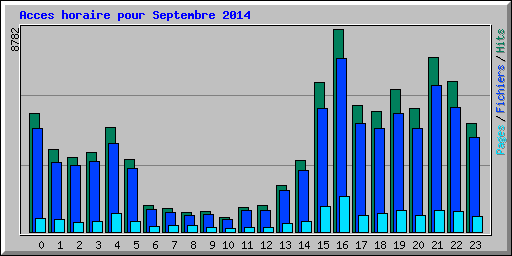 Acces horaire pour Septembre 2014
8782
Pages / Fichiers / Hits
0 1 2 3 4 5 6 7 8 9 10 11 12 13 14 15 16 17 18 19 20 21 22 23